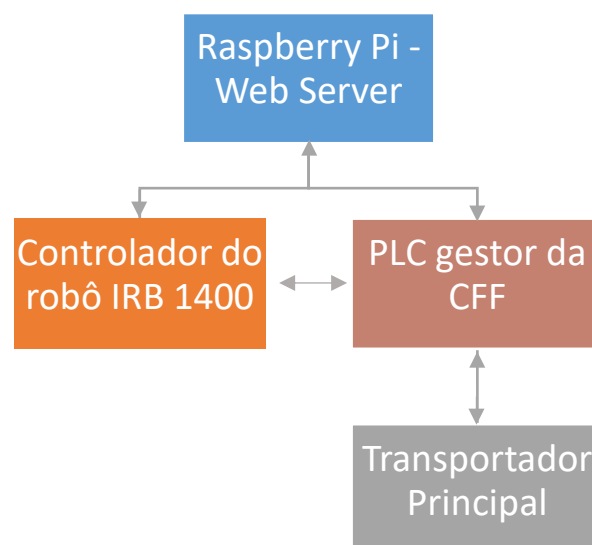 Raspberry Pi -
Web Server
Controlador do
robô IRB 1400
PLC gestor da
CFF
Transportador
Principal